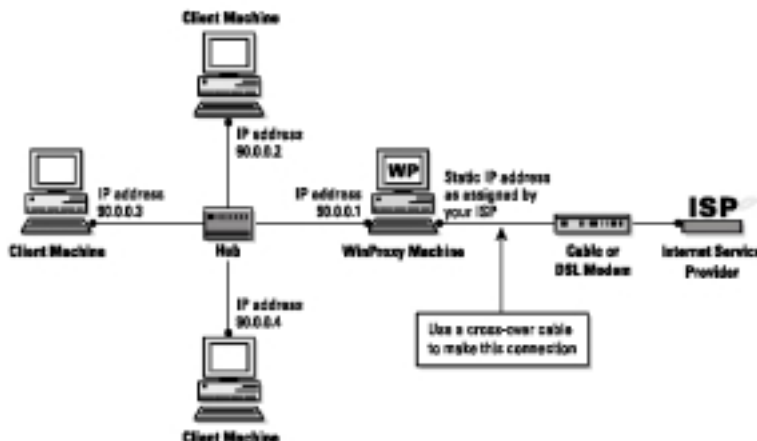 Client Machine
IP address
90.0.0.2
WP
Static IP address
as assigned by
your ISP
IP address
90.0.0.3
IP address
90.0.0.1
ISP
Client Machine
Hub
WinProxy Machine
Cable or
DSL Modem
Internet Service
Provider
IP address
90.0.0.4
Use a cross-over cable
to make this connection
Client Machine